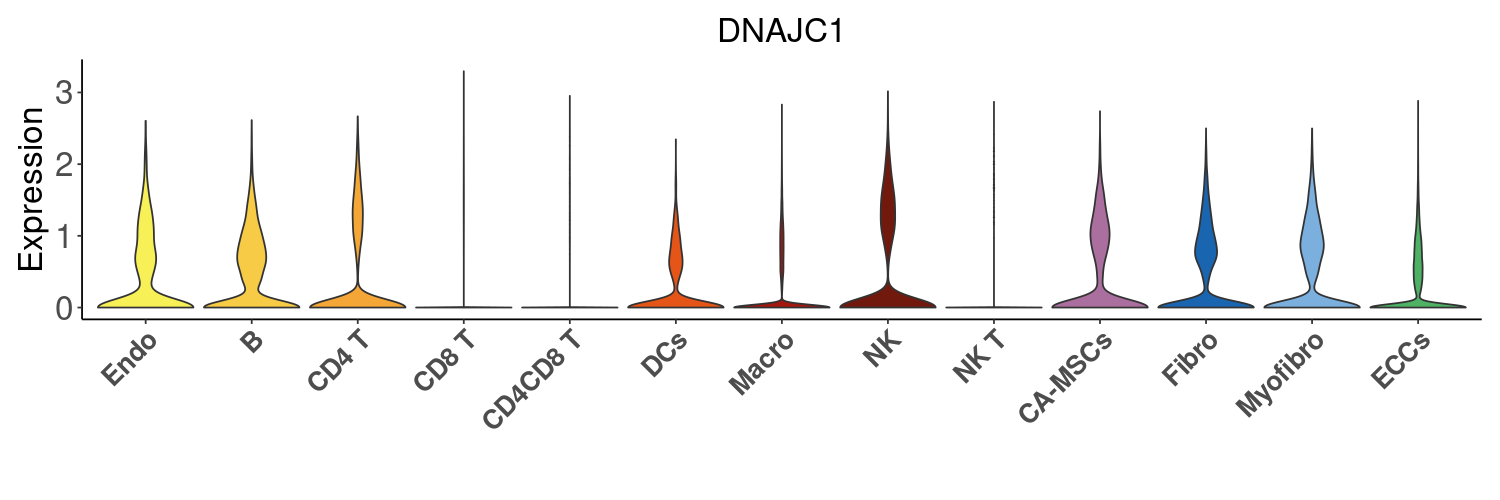 DNAJC1
Expression
3
2
1
0
Endo
B
CD4 T
CD8 T
CD4CD8 T
DCs
Macro
NK
NK T
CA-MSCs
Fibro
Myofibro
ECCs